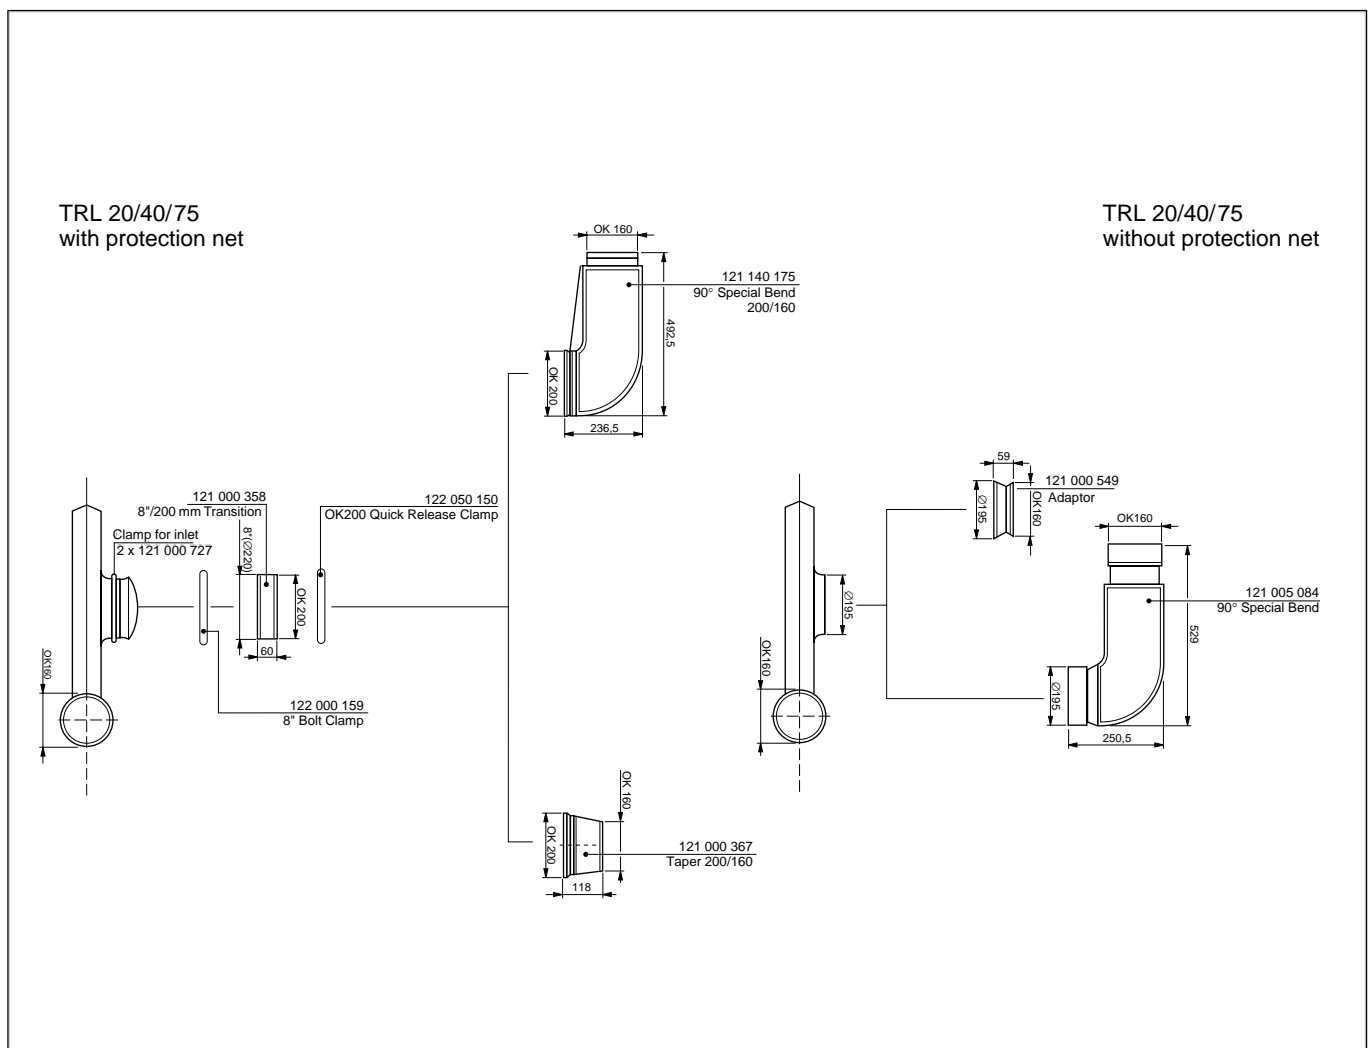 TRL 20/40/75
with protection net
TRL 20/40/75
without protection net
OK 160
121 140 175
90° Special Bend
200/160
492,5
OK 200
236,5
121 000 358
8"/200 mm Transition
122 050 150
OK200 Quick Release Clamp
Clamp for inlet
2 x 121 000 727
8"(∅220)
OK 200
60
OK160
122 000 159
8" Bolt Clamp
OK 160
OK 200
121 000 367
Taper 200/160
118
59
121 000 549
Adaptor
∅195
OK160
OK160
∅195
121 005 084
90° Special Bend
529
OK160
∅195
250,5